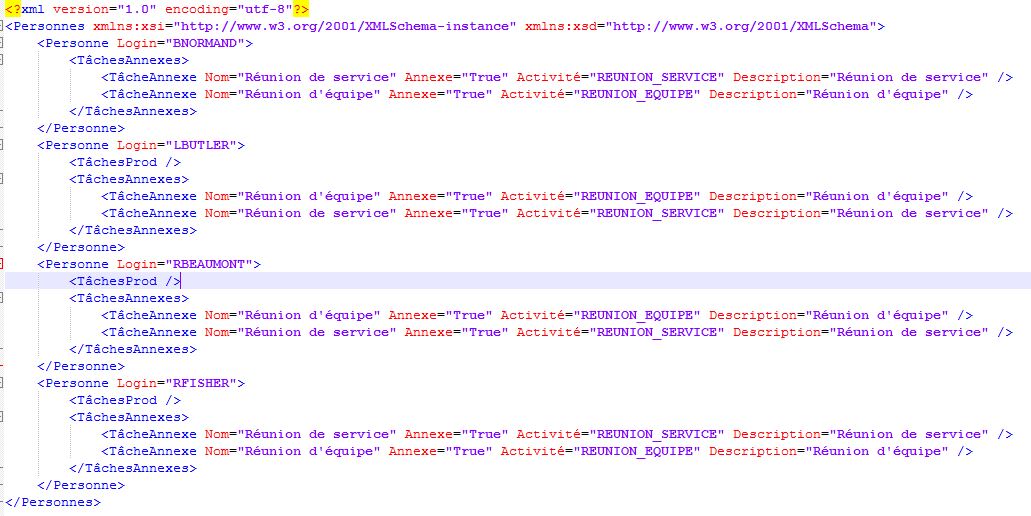 <?xml version="1.0" encoding="utf-8"?>
<Personnes xmlns:xsi="http://www.w3.org/2001/XMLSchema-instance" xmlns:xsd="http://www.w3.org/2001/XMLSchema">
<Personne Login="BNORMAND">
<TâchesAnnexes>
<TâcheAnnexe Nom="Réunion de service" Annexe="True" Activité="REUNION_SERVICE" Description="Réunion de service" />
<TâcheAnnexe Nom="Réunion d'équipe" Annexe="True" Activité="REUNION_EQUIPE" Description="Réunion d'équipe" />
</TâchesAnnexes>
</Personne>
<Personne Login="LBUTLER">
<TâchesProd />
<TâchesAnnexes>
<TâcheAnnexe Nom="Réunion d'équipe" Annexe="True" Activité="REUNION_EQUIPE" Description="Réunion d'équipe" />
<TâcheAnnexe Nom="Réunion de service" Annexe="True" Activité="REUNION_SERVICE" Description="Réunion de service" />
</TâchesAnnexes>
</Personne>
<Personne Login="RBEAUMONT">
<TâchesProd />
<TâchesAnnexes>
<TâcheAnnexe Nom="Réunion d'équipe" Annexe="True" Activité="REUNION_EQUIPE" Description="Réunion d'équipe" />
<TâcheAnnexe Nom="Réunion de service" Annexe="True" Activité="REUNION_SERVICE" Description="Réunion de service" />
</TâchesAnnexes>
</Personne>
<Personne Login="RFISHER">
<TâchesProd />
<TâchesAnnexes>
<TâcheAnnexe Nom="Réunion de service" Annexe="True" Activité="REUNION_SERVICE" Description="Réunion de service" />
<TâcheAnnexe Nom="Réunion d'équipe" Annexe="True" Activité="REUNION_EQUIPE" Description="Réunion d'équipe" />
</TâchesAnnexes>
</Personne>
</Personnes>